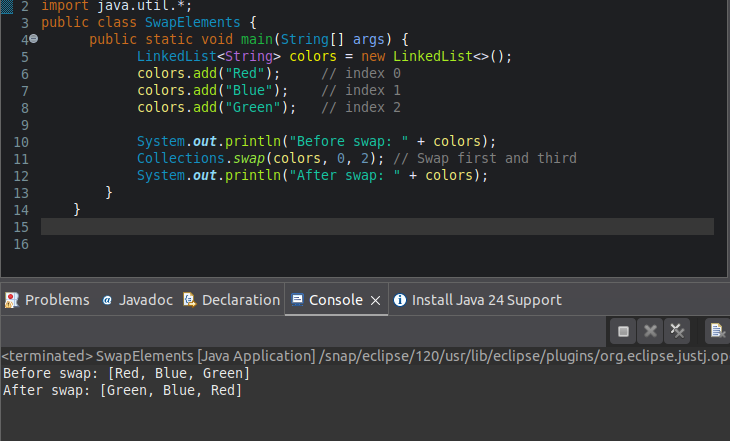 2 import java.util.*;
3 public class SwapElements {
4 public static void main(String[] args) {
5 LinkedList<String> colors = new LinkedList<>();
6 colors.add("Red"); // index 0
7 colors.add("Blue"); // index 1
8 colors.add("Green"); // index 2
9
10 System.out.println("Before swap: " + colors);
11 Collections.swap(colors, 0, 2); // Swap first and third
12 System.out.println("After swap: " + colors);
13 }
14 }
15
16
Problems @ Javadoc Declaration Console Install Java 24 Support
<terminated> SwapElements [Java Application] /snap/eclipse/120/usr/lib/eclipse/plugins/org.eclipse.justj.op
Before swap: [Red, Blue, Green]
After swap: [Green, Blue, Red]